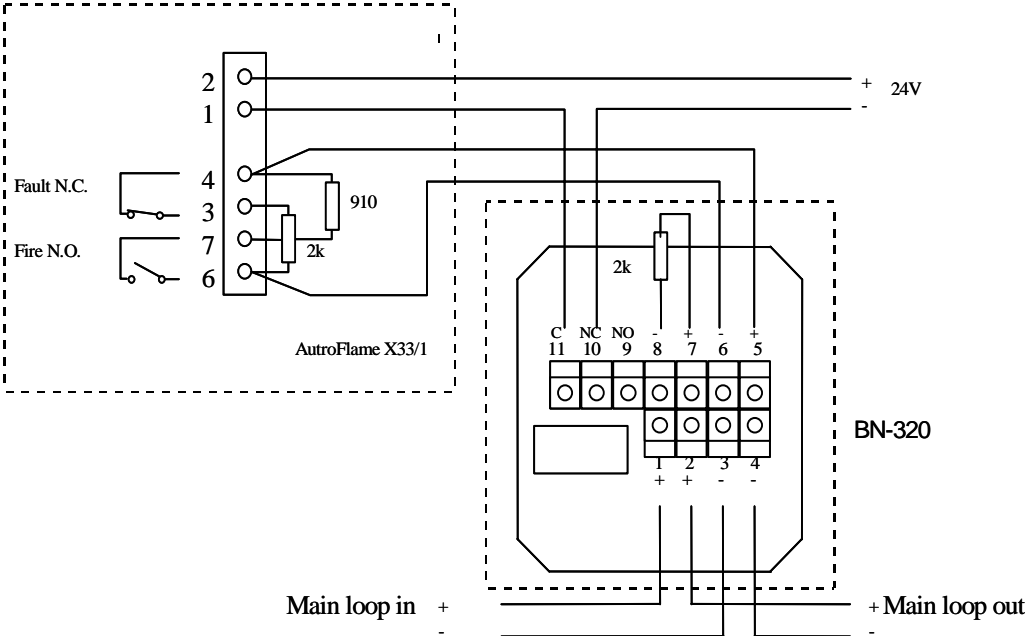 2
+ 24V
1
-
Fault N.C.
4
910
3
Fire N.O.
7
2k
6
2k
AutroFlame X33/1
C NC NO - + - +
11 10 9 8 7 6 5
BN-320
1 2 3 4
+ + - -
Main loop in + + Main loop out
- -